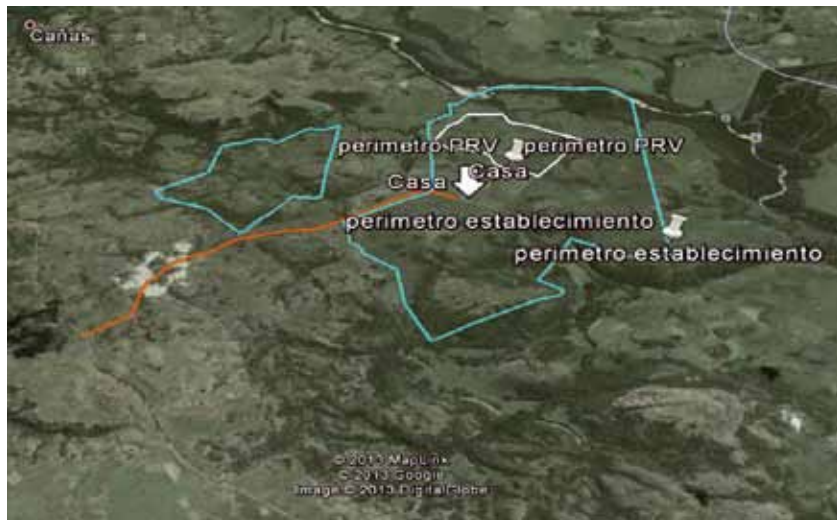 Cañas
perimetro PRV
perimetro PRV
Casa
Casa
perimetro establecimiento
perimetro establecimiento
© 2013 MapLink
© 2013 Google
Image © 2013 DigitalGlobe